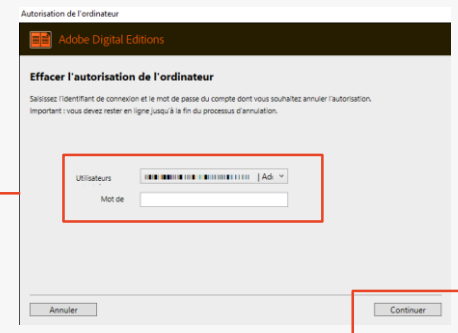 Autorisation de l'ordinateur
Adobe Digital Editions
Effacer l'autorisation de l'ordinateur
Saisissez l'identifiant de connexion et le mot de passe du compte dont vous souhaitez annuler l'autorisation.
Important : vous devez rester en ligne jusqu'à la fin du processus d'annulation.
Utilisateurs | Ad
Mot de
Annuler Continuer